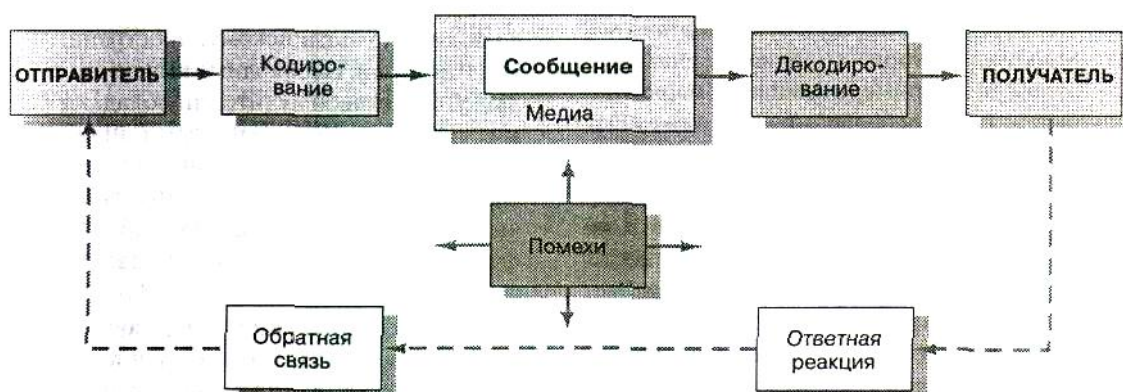 ОТПРАВИТЕЛЬ
Кодиро-
вание
Сообщение
Медиа
Декодиро-
вание
ПОЛУЧАТЕЛЬ
Помехи
Обратная
связь
Ответная
реакция